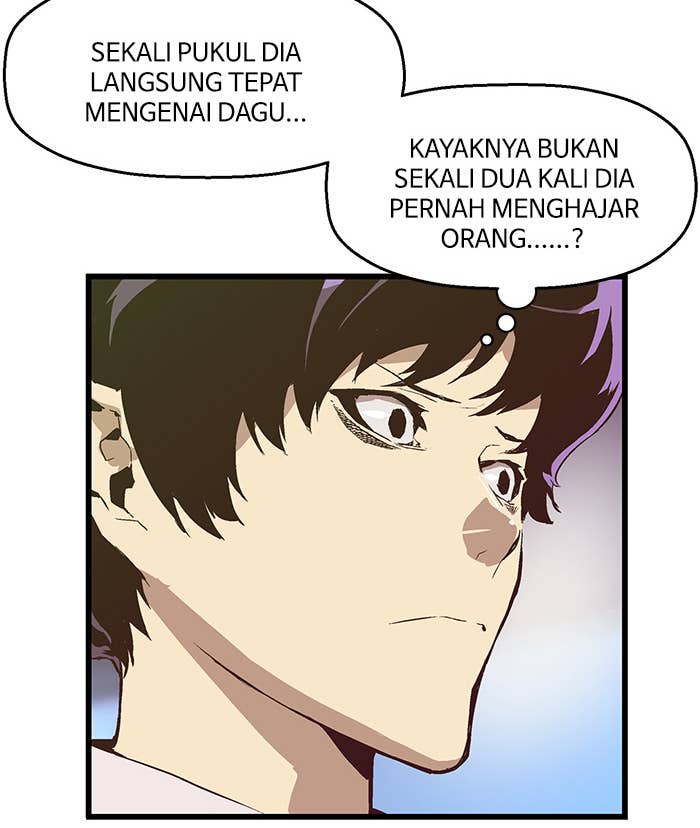 SEKALI PUKUL DIA
LANGSUNG TEPAT
MENGENAI DAGU...
KAYAKNYA BUKAN
SEKALI DUA KALI DIA
PERNAH MENGHAJAR
ORANG......?